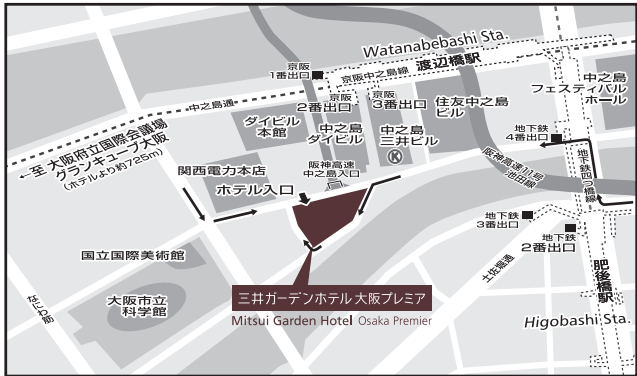 Watanabebashi Sta.
渡辺橋駅
京阪中之島線
京阪
1番出口
中之島通
京阪
2番出口
京阪
3番出口
住友中之島
ビル
中之島
フェスティバル
ホール
地下鉄
4番出口
地下鉄四つ橋線
←至 大阪市立国際会議場
グランキューブ大阪
(ホテルより約725m)
ダイビル
本館
中之島
ダイビル
中之島
三井ビル
K
関西電力本店
阪神高速
中之島入口
ホテル入口
阪神高速11号
池田線
地下鉄
3番出口
地下鉄
2番出口
土佐堀通
肥後橋駅
Higobashi Sta.
国立国際美術館
大阪市立
科学館
あみだ池筋
三井ガーデンホテル 大阪プレミア
Mitsui Garden Hotel Osaka Premier